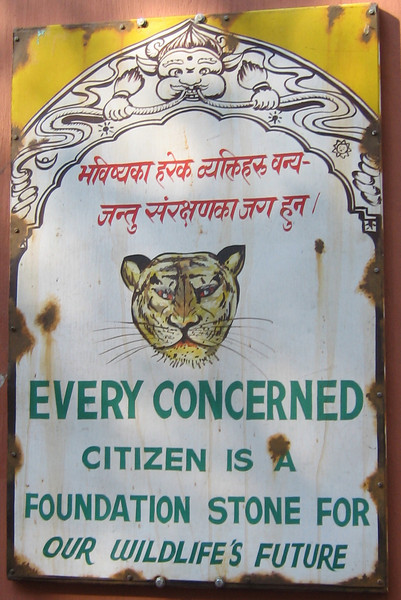 भविष्यका हरेक व्यक्तिहरु वन्य-
जन्तु संरक्षणका जग हुन्।
EVERY CONCERNED
CITIZEN IS A
FOUNDATION STONE FOR
OUR WILDLIFE'S FUTURE